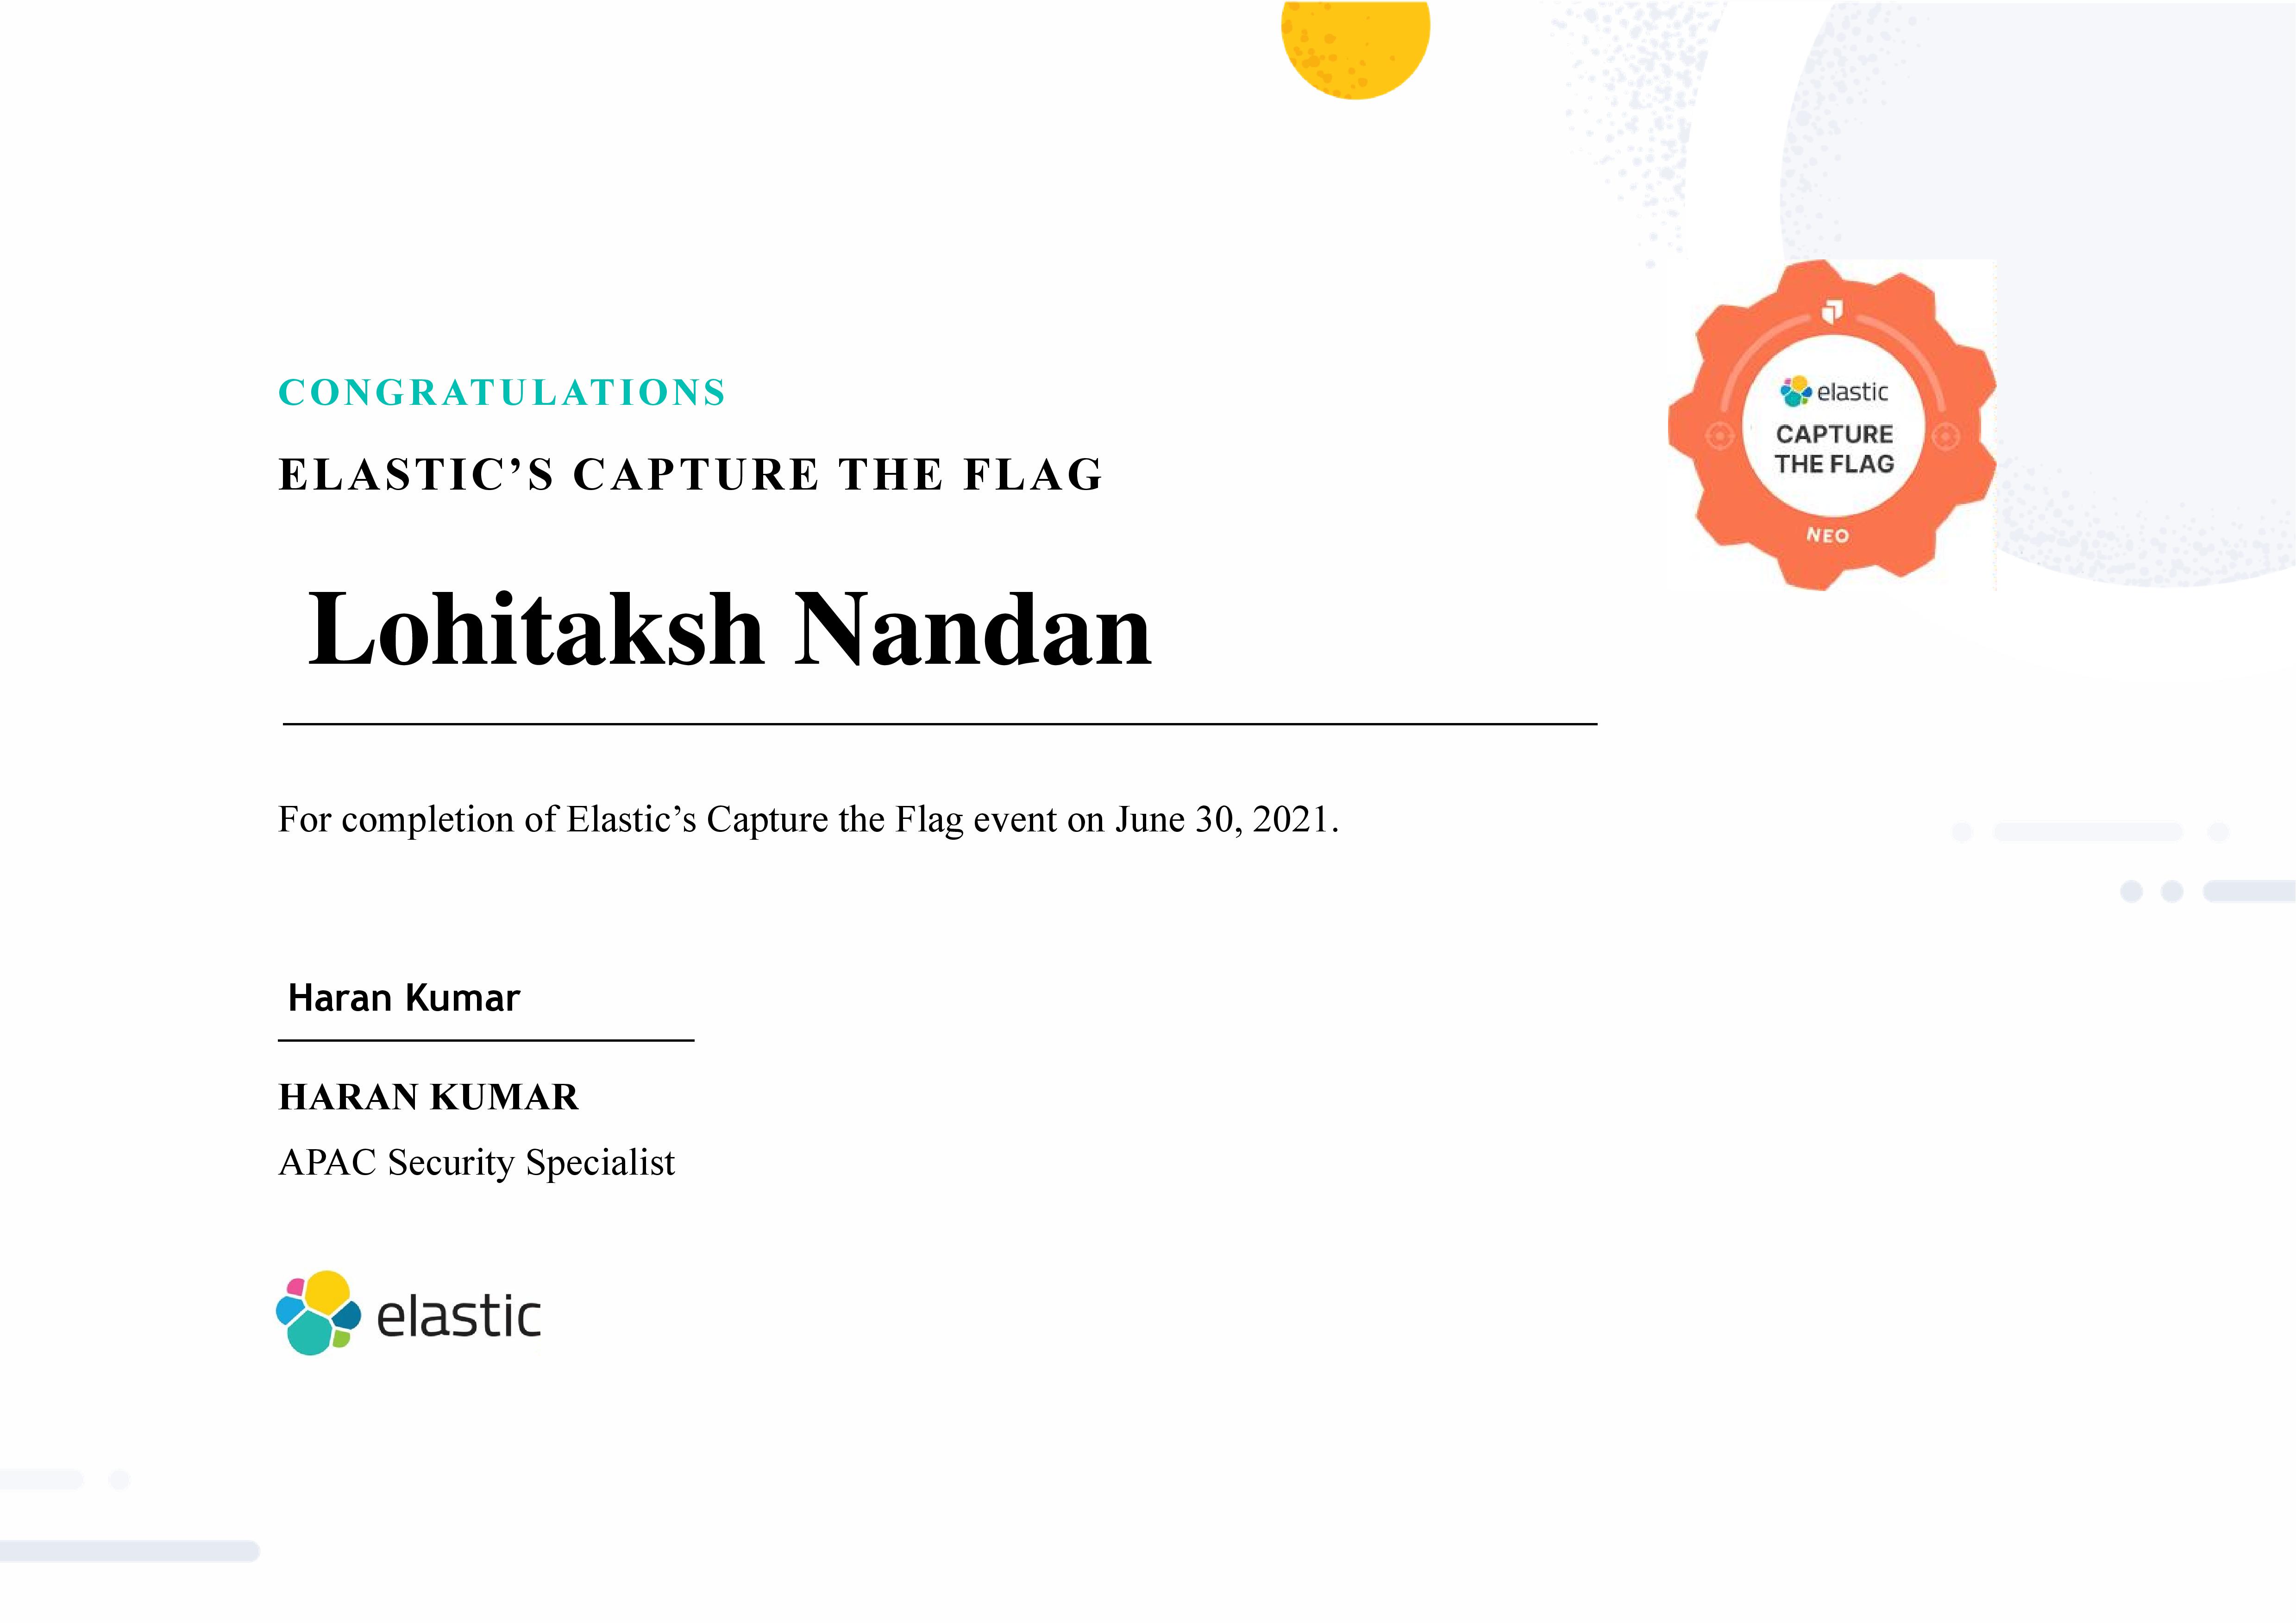 CONGRATULATIONS
ELASTIC’S CAPTURE THE FLAG
elastic
CAPTURE
THE FLAG
NEO
Lohitaksh Nandan
For completion of Elastic’s Capture the Flag event on June 30, 2021.
Haran Kumar
HARAN KUMAR
APAC Security Specialist
elastic